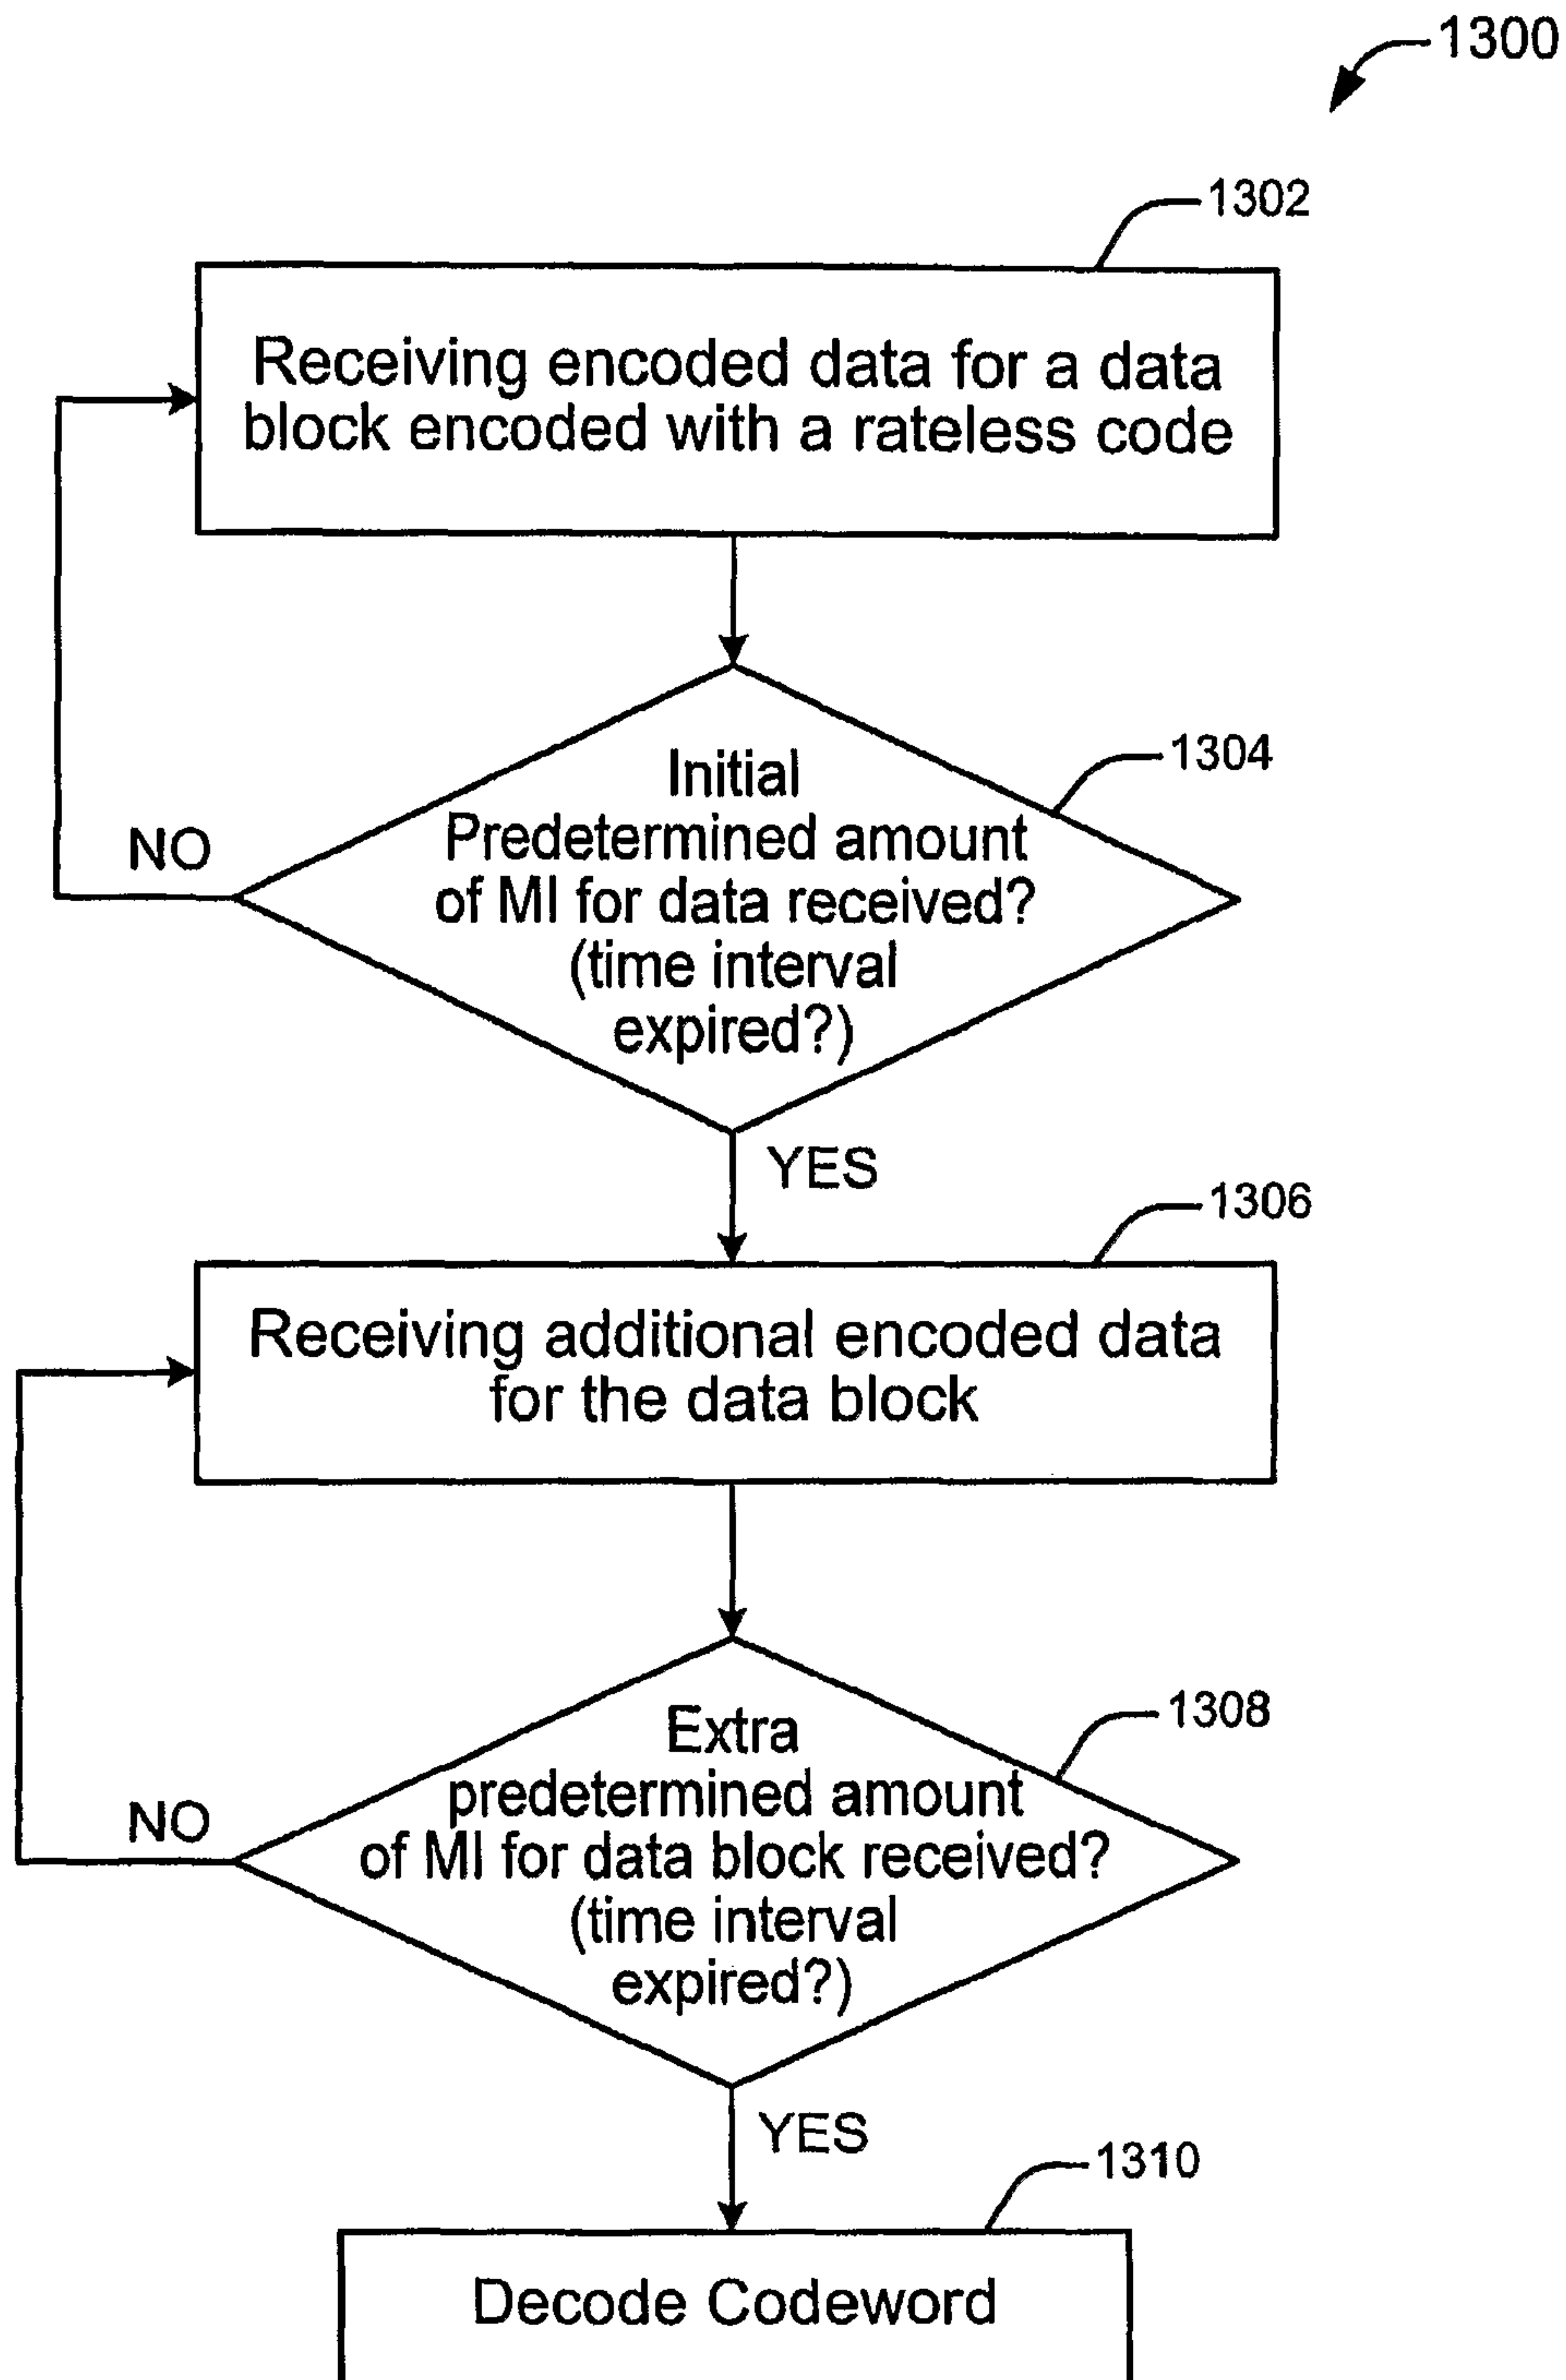 1300
1302
Receiving encoded data for a data
block encoded with a rateless code
1304
Initial
Predetermined amount
of MI for data received?
(time interval
expired?)
NO
YES
1306
Receiving additional encoded data
for the data block
1308
Extra
predetermined amount
of MI for data block received?
(time interval
expired?)
NO
YES
1310
Decode Codeword